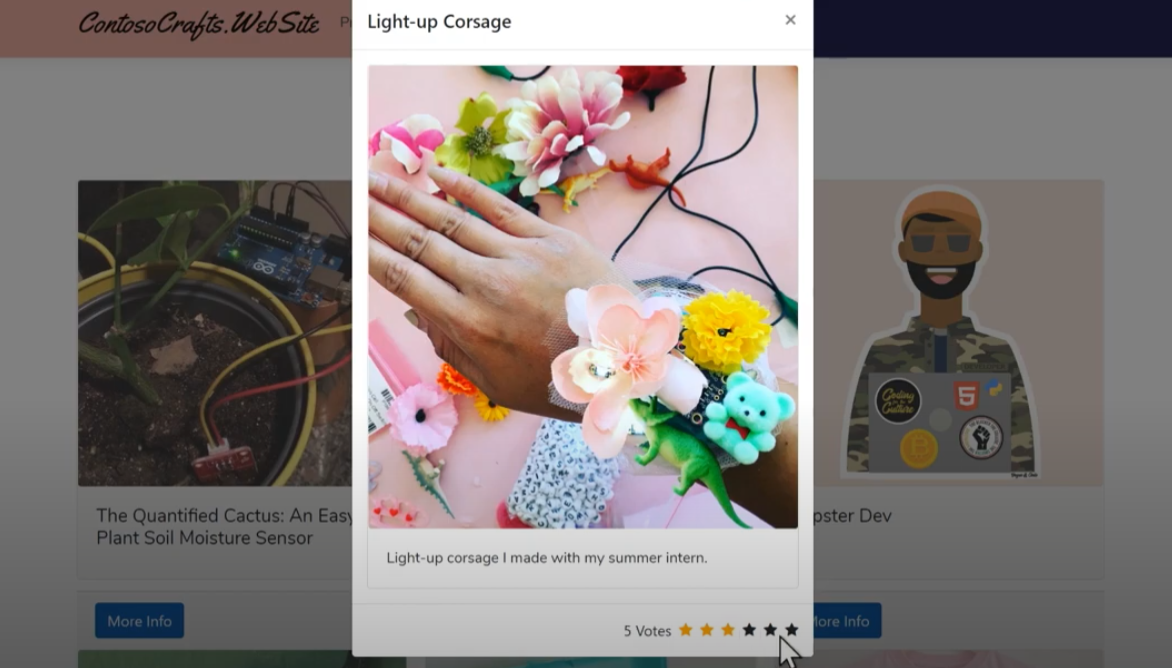 ContosoCrafts.WebSite
Light-up Corsage
×
The Quantified Cactus: An Easy
Plant Soil Moisture Sensor
More Info
Light-up corsage I made with my summer intern.
5 Votes
pster Dev
More Info